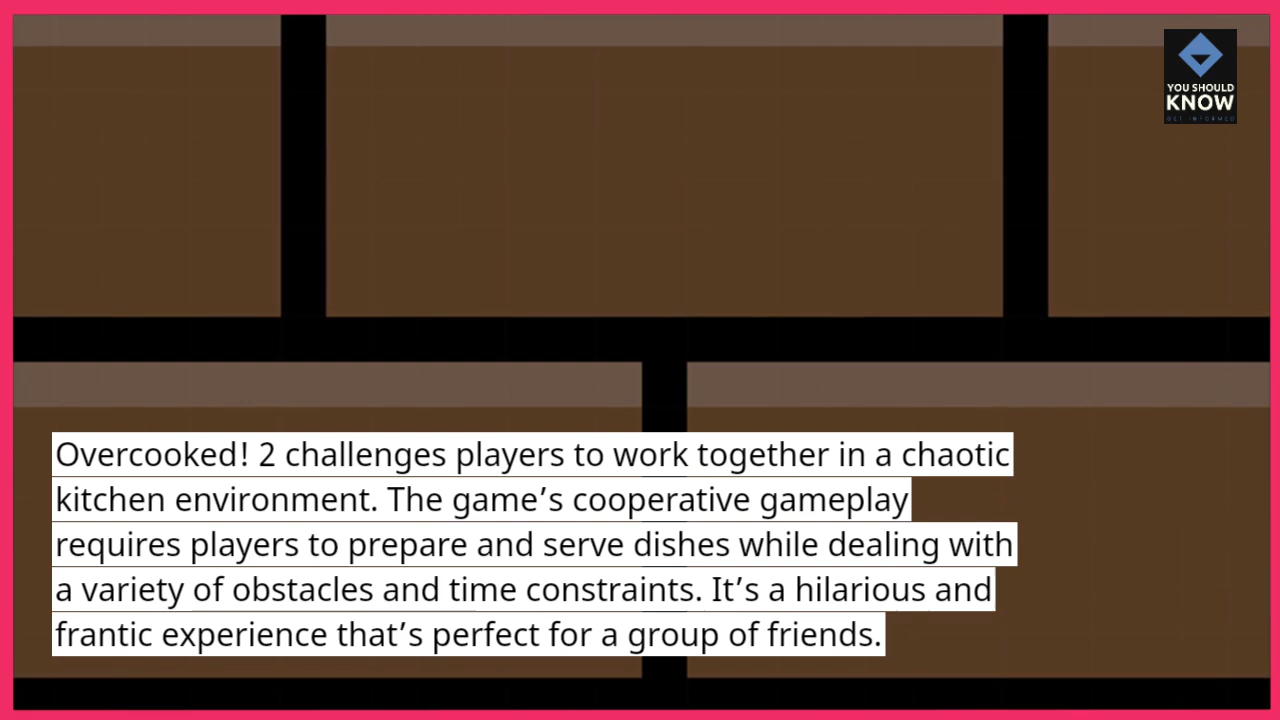 YOU SHOULD
KNOW
GET INFORMED
Overcooked! 2 challenges players to work together in a chaotic
kitchen environment. The game’s cooperative gameplay
requires players to prepare and serve dishes while dealing with
a variety of obstacles and time constraints. It’s a hilarious and
frantic experience that’s perfect for a group of friends.